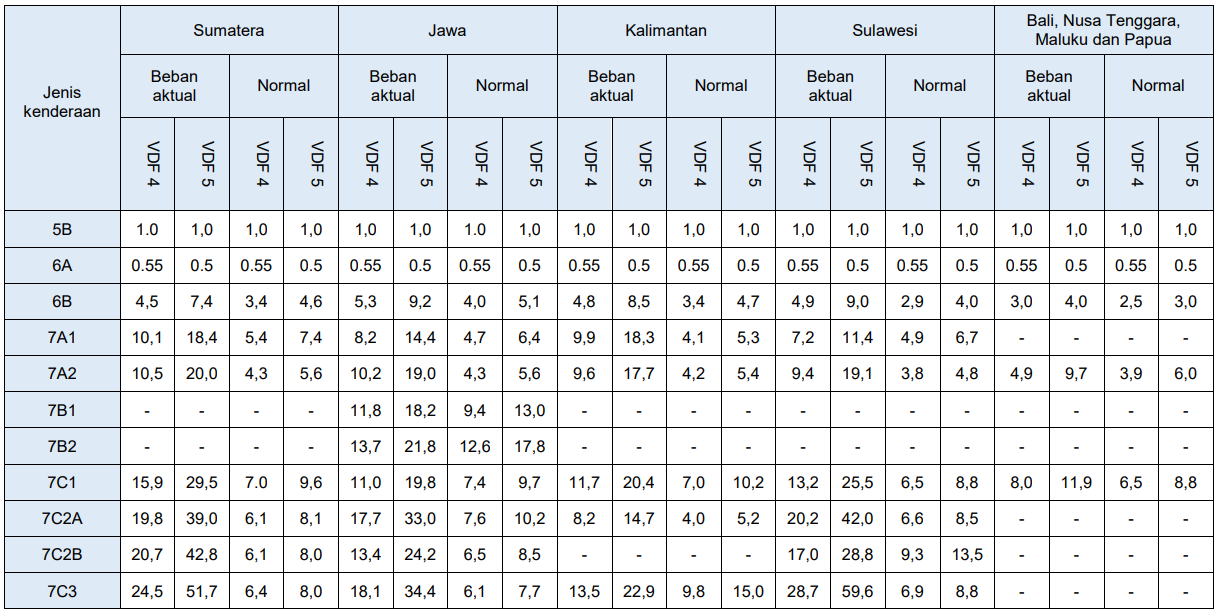 Jenis kenderaan | Sumatera | Jawa | Kalimantan | Sulawesi | Bali, Nusa Tenggara, Maluku dan Papua
Beban aktual | Normal | Beban aktual | Normal | Beban aktual | Normal | Beban aktual | Normal | Beban aktual | Normal
VDF 4 | VDF 5 | VDF 4 | VDF 5 | VDF 4 | VDF 5 | VDF 4 | VDF 5 | VDF 4 | VDF 5 | VDF 4 | VDF 5 | VDF 4 | VDF 5 | VDF 4 | VDF 5 | VDF 4 | VDF 5 | VDF 4 | VDF 5
5B | 1.0 | 1,0 | 1,0 | 1,0 | 1,0 | 1,0 | 1.0 | 1,0 | 1,0 | 1,0 | 1,0 | 1,0 | 1,0 | 1,0 | 1,0 | 1,0 | 1,0 | 1,0 | 1,0 | 1,0
6A | 0.55 | 0.5 | 0.55 | 0.5 | 0.55 | 0.5 | 0.55 | 0.5 | 0.55 | 0.5 | 0.55 | 0.5 | 0.55 | 0.5 | 0.55 | 0.5 | 0.55 | 0.5 | 0.55 | 0.5
6B | 4,5 | 7,4 | 3,4 | 4,6 | 5,3 | 9,2 | 4,0 | 5,1 | 4,8 | 8,5 | 3,4 | 4,7 | 4,9 | 9,0 | 2,9 | 4,0 | 3,0 | 4,0 | 2,5 | 3,0
7A1 | 10,1 | 18,4 | 5,4 | 7,4 | 8,2 | 14,4 | 4,7 | 6,4 | 9,9 | 18,3 | 4,1 | 5,3 | 7,2 | 11,4 | 4,9 | 6,7 | - | - | - | -
7A2 | 10,5 | 20,0 | 4,3 | 5,6 | 10,2 | 19,0 | 4,3 | 5,6 | 9,6 | 17,7 | 4,2 | 5,4 | 9,4 | 19,1 | 3,8 | 4,8 | 4,9 | 9,7 | 3,9 | 6,0
7B1 | - | - | - | - | 11,8 | 18,2 | 9,4 | 13,0 | - | - | - | - | - | - | - | - | - | - | - | -
7B2 | - | - | - | - | 13,7 | 21,8 | 12,6 | 17,8 | - | - | - | - | - | - | - | - | - | - | - | -
7C1 | 15,9 | 29,5 | 7.0 | 9,6 | 11,0 | 19,8 | 7,4 | 9,7 | 11,7 | 20,4 | 7,0 | 10,2 | 13,2 | 25,5 | 6,5 | 8,8 | 8,0 | 11,9 | 6,5 | 8,8
7C2A | 19,8 | 39,0 | 6,1 | 8,1 | 17,7 | 33,0 | 7,6 | 10,2 | 8,2 | 14,7 | 4,0 | 5,2 | 20,2 | 42,0 | 6,6 | 8,5 | - | - | - | -
7C2B | 20,7 | 42,8 | 6,1 | 8,0 | 13,4 | 24,2 | 6,5 | 8,5 | - | - | - | - | 17,0 | 28,8 | 9,3 | 13,5 | - | - | - | -
7C3 | 24,5 | 51,7 | 6,4 | 8,0 | 18,1 | 34,4 | 6,1 | 7,7 | 13,5 | 22,9 | 9,8 | 15,0 | 28,7 | 59,6 | 6,9 | 8,8 | - | - | - | -